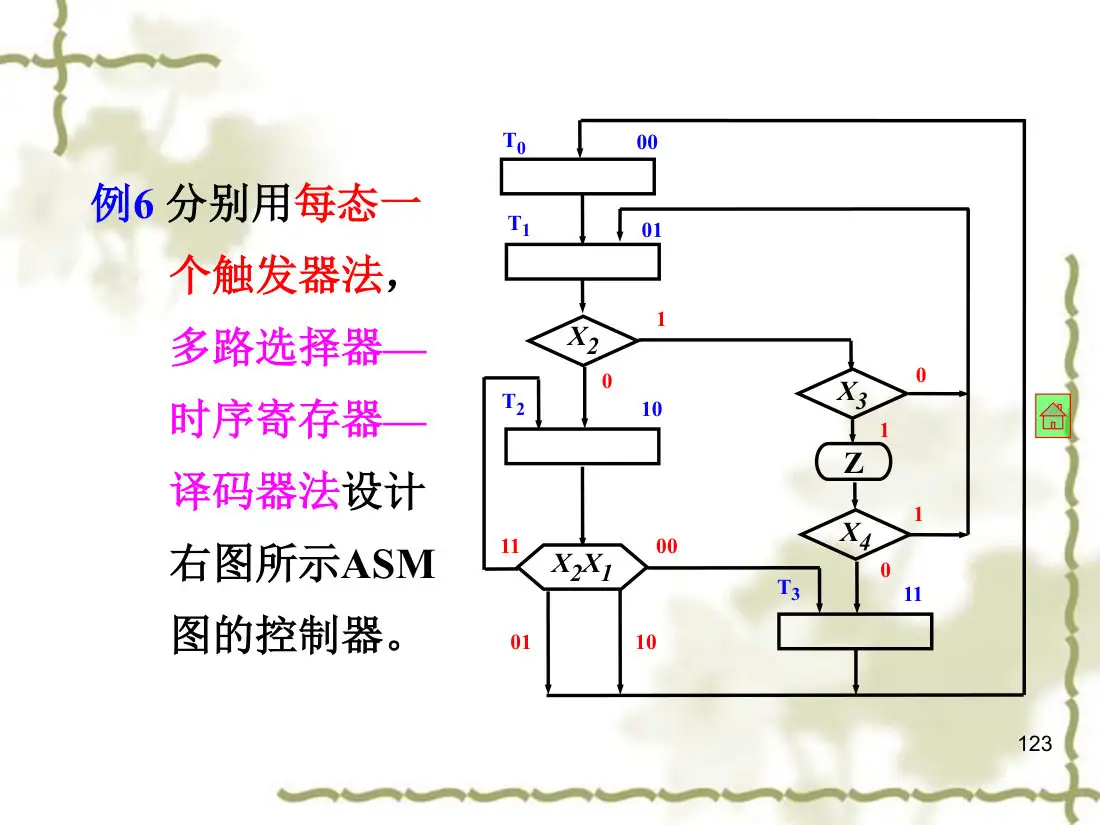 例6 分别用每态一
个触发器法，
多路选择器—
时序寄存器—
译码器法设计
右图所示ASM
图的控制器。
T0 00
T1 01
X2 1
0
T2 10
X3 0
1
Z
X4 1
0
11 X2X1 00
T3 11
01 10
123